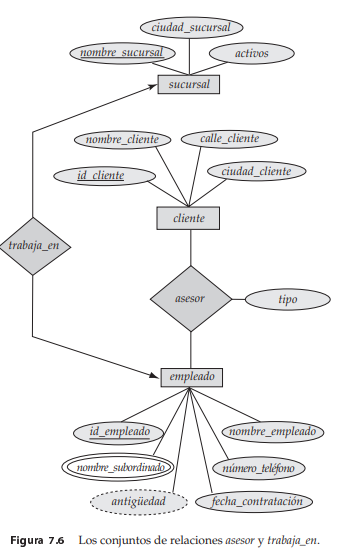 ciudad_sucursal
nombre_sucursal
activos
sucursal
nombre_cliente
calle_cliente
id_cliente
ciudad_cliente
cliente
trabaja_en
asesor
tipo
empleado
id_empleado
nombre_empleado
nombre_subordinado
número_teléfono
antigüedad
fecha_contratación
Figura 7.6 Los conjuntos de relaciones asesor y trabaja_en.